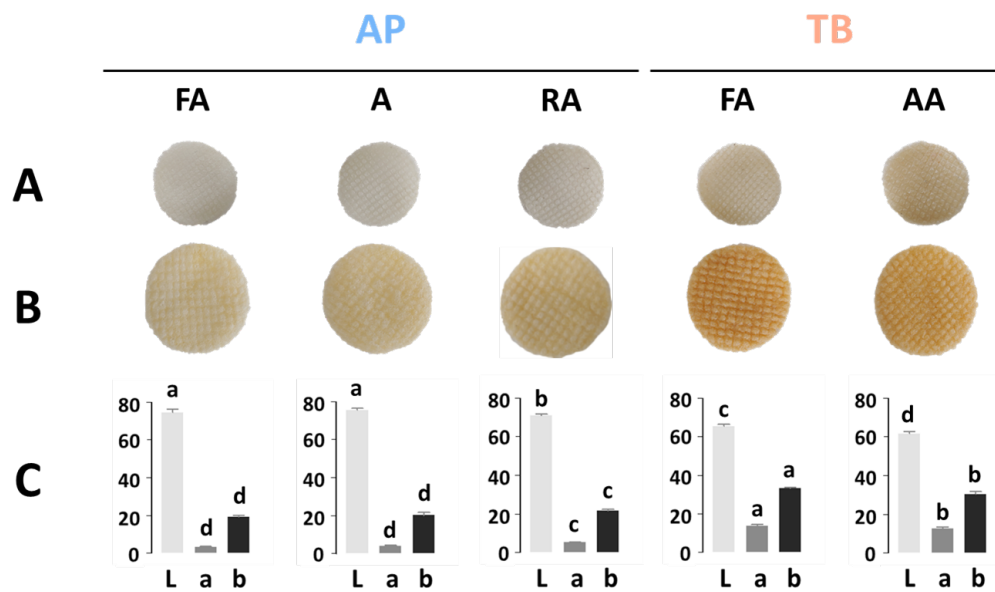 AP TB
FA A RA FA AA
A
B
C
a a b c d
d d c a b
d d c a b
80 80 80 80 80
60 60 60 60 60
40 40 40 40 40
20 20 20 20 20
0 0 0 0 0
L a b L a b L a b L a b L a b